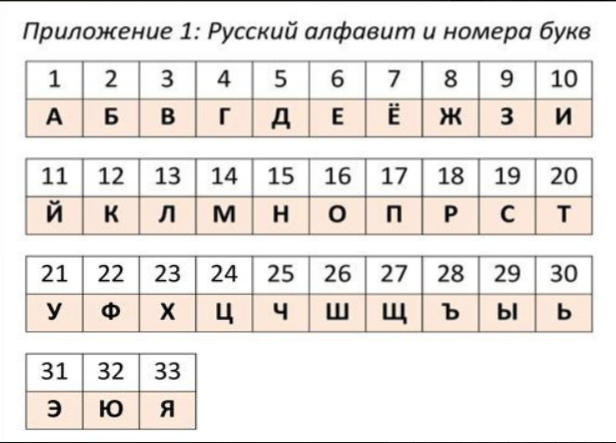 Приложение 1: Русский алфавит и номера букв
1 2 3 4 5 6 7 8 9 10
А Б В Г Д Е Ё Ж З И
11 12 13 14 15 16 17 18 19 20
Й К Л М Н О П Р С Т
21 22 23 24 25 26 27 28 29 30
У Ф Х Ц Ч Ш Щ Ъ Ы Ь
31 32 33
Э Ю Я